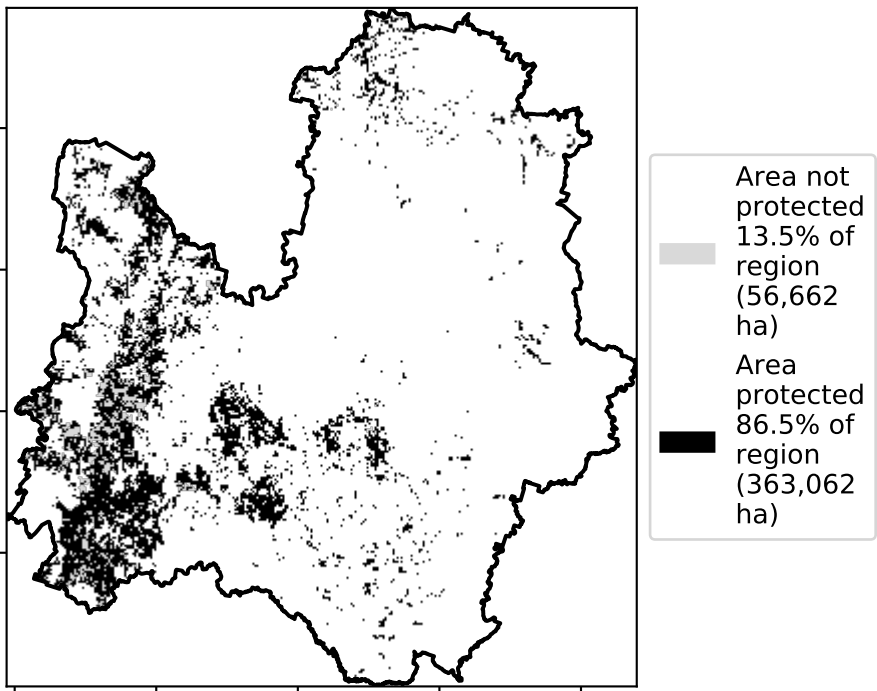 Area not
protected
13.5% of
region
(56,662
ha)
Area
protected
86.5% of
region
(363,062
ha)